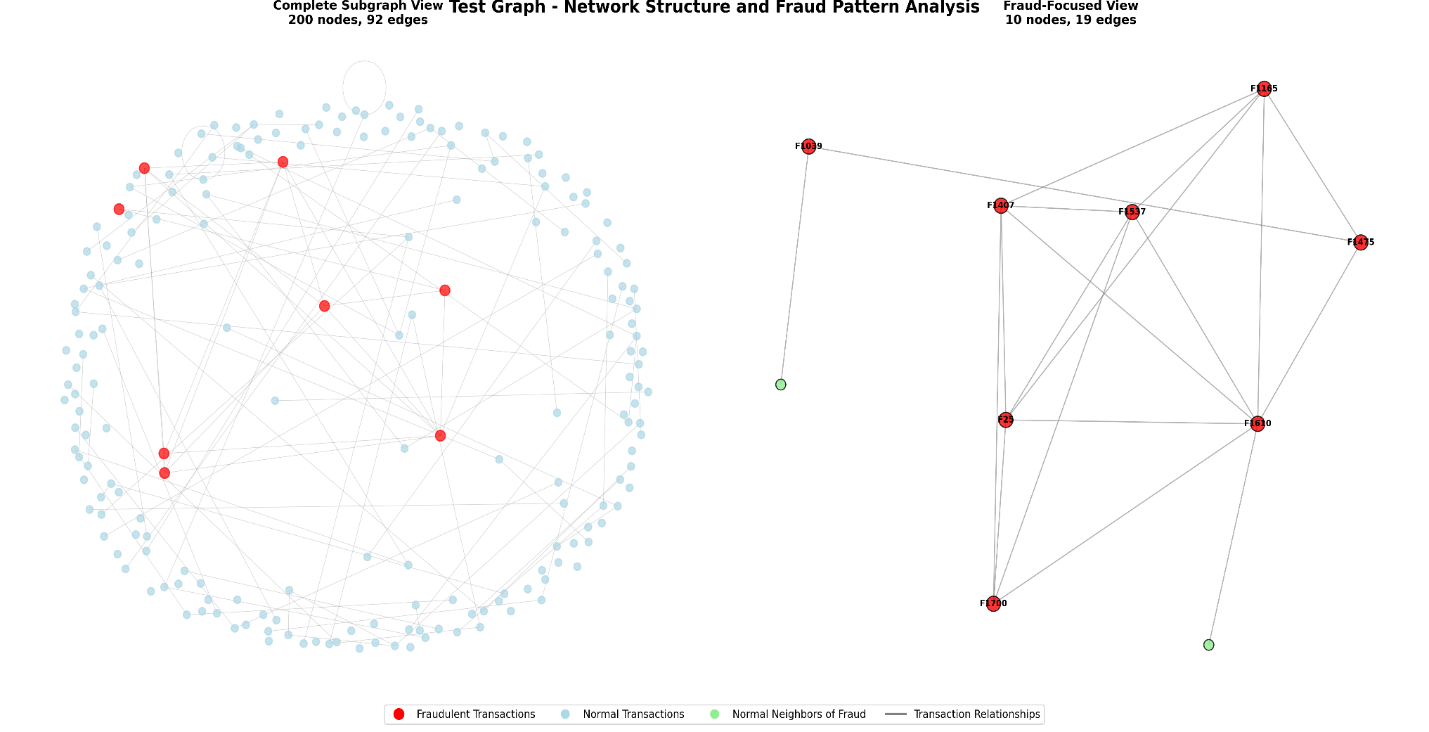 Test Graph - Network Structure and Fraud Pattern Analysis
Complete Subgraph View
200 nodes, 92 edges
Fraud-Focused View
10 nodes, 19 edges
F1165
F1039
F1407
F1537
F1475
F25
F1610
F1700
Fraudulent Transactions
Normal Transactions
Normal Neighbors of Fraud
Transaction Relationships